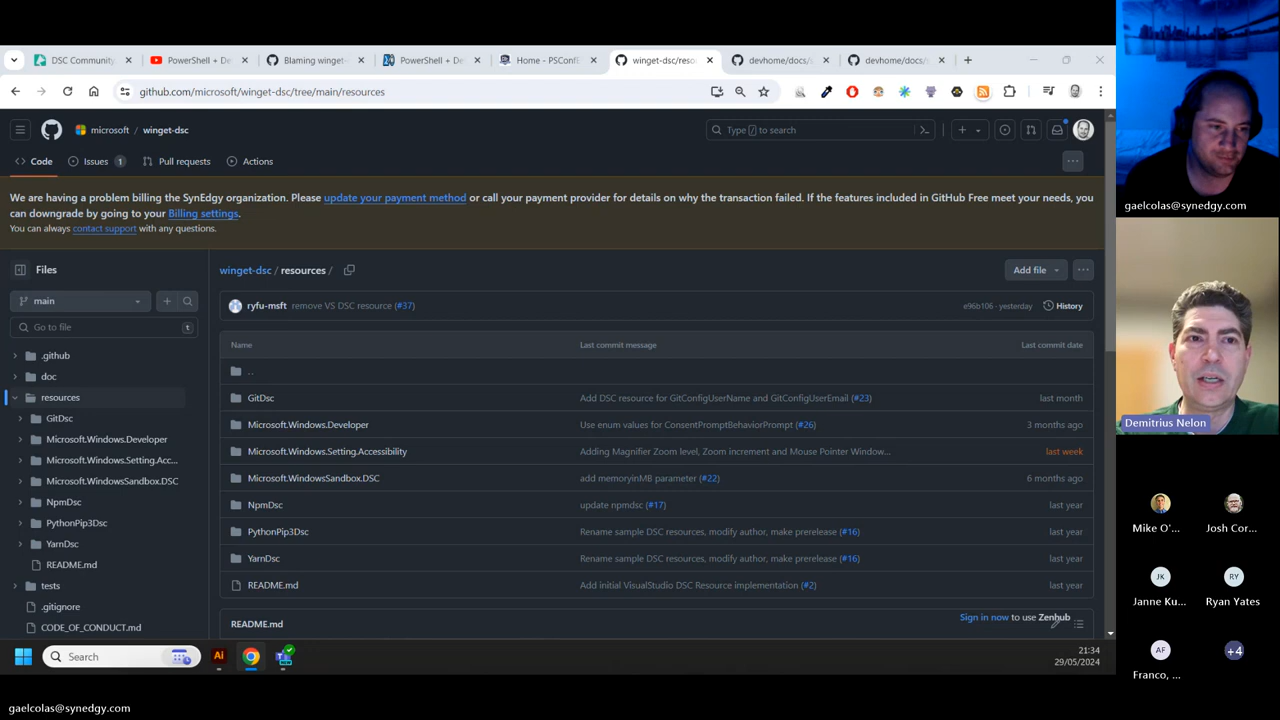 DSC Community
PowerShell + De
Blaming winget-
PowerShell + De
Home - PSConfE
winget-dsc/reso
devhome/docs/
devhome/docs/s
github.com/microsoft/winget-dsc/tree/main/resources
microsoft / winget-dsc
Type / to search
Code
Issues 1
Pull requests
Actions
We are having a problem billing the SynEdgy organization. Please update your payment method or call your payment provider for details on why the transaction failed. If the features included in GitHub Free meet your needs, you
can downgrade by going to your Billing settings.
You can always contact support with any questions.
Files
winget-dsc / resources /
Add file
main
Go to file
t
ryfu-msft remove VS DSC resource (#37)
e96b106 · yesterday
History
.github
doc
resources
GitDsc
Microsoft.Windows.Developer
Microsoft.Windows.Setting.Acc...
Microsoft.WindowsSandbox.DSC
NpmDsc
PythonPip3Dsc
YarnDsc
README.md
tests
.gitignore
CODE_OF_CONDUCT.md
Name Last commit message Last commit date
..
GitDsc Add DSC resource for GitConfigUserName and GitConfigUserEmail (#23) last month
Microsoft.Windows.Developer Use enum values for ConsentPromptBehaviorPrompt (#26) 3 months ago
Microsoft.Windows.Setting.Accessibility Adding Magnifier Zoom level, Zoom increment and Mouse Pointer Window... last week
Microsoft.WindowsSandbox.DSC add memoryinMB parameter (#22) 6 months ago
NpmDsc update npmdsc (#17) last year
PythonPip3Dsc Rename sample DSC resources, modify author, make prerelease (#16) last year
YarnDsc Rename sample DSC resources, modify author, make prerelease (#16) last year
README.md Add initial VisualStudio DSC Resource implementation (#2) last year
README.md
Sign in now to use Zenhub
Search
Ai
21:34
29/05/2024
gaelcolas@synedgy.com
gaelcolas@synedgy.com
Demitrius Nelon
Mike O'...
Josh Cor...
JK
Janne Ku...
RY
Ryan Yates
AF
Franco, ...
+4